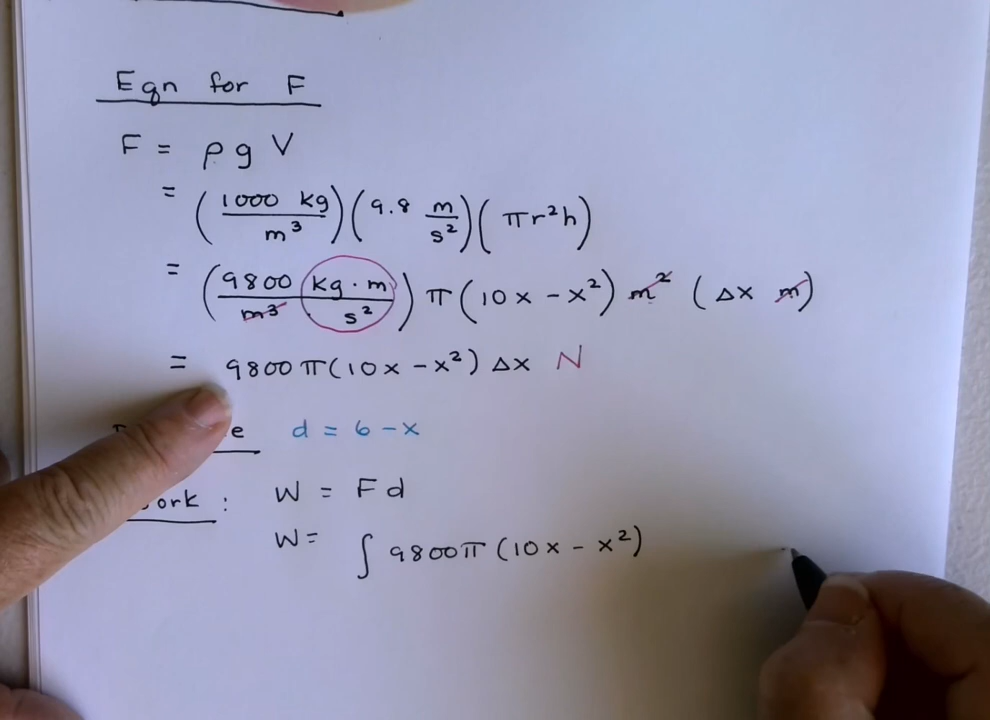 Eqn for F
F = ρ g V
= (1000 kg / m³)(9.8 m/s²)(πr²h)
= (9800 kg·m / m³ s²) π(10x − x²) m² (Δx m)
= 9800π(10x − x²) Δx N
d = 6 − x
W = Fd
W = ∫ 9800π(10x − x²)